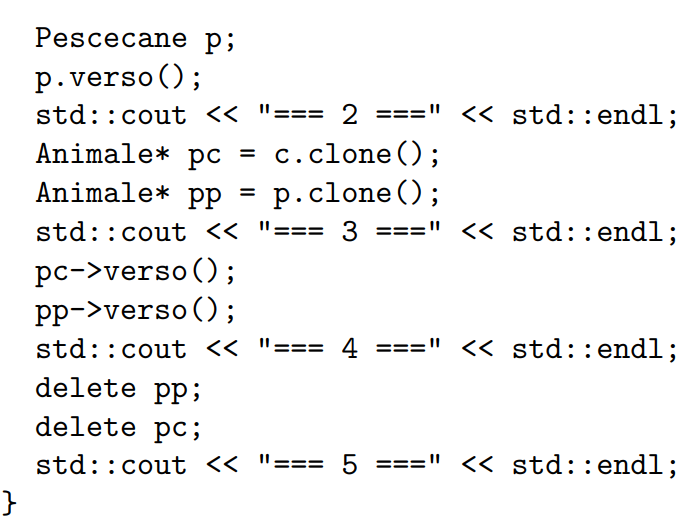 Pescecane p;
p.verso();
std::cout << "=== 2 ===" << std::endl;
Animale* pc = c.clone();
Animale* pp = p.clone();
std::cout << "=== 3 ===" << std::endl;
pc->verso();
pp->verso();
std::cout << "=== 4 ===" << std::endl;
delete pp;
delete pc;
std::cout << "=== 5 ===" << std::endl;
}